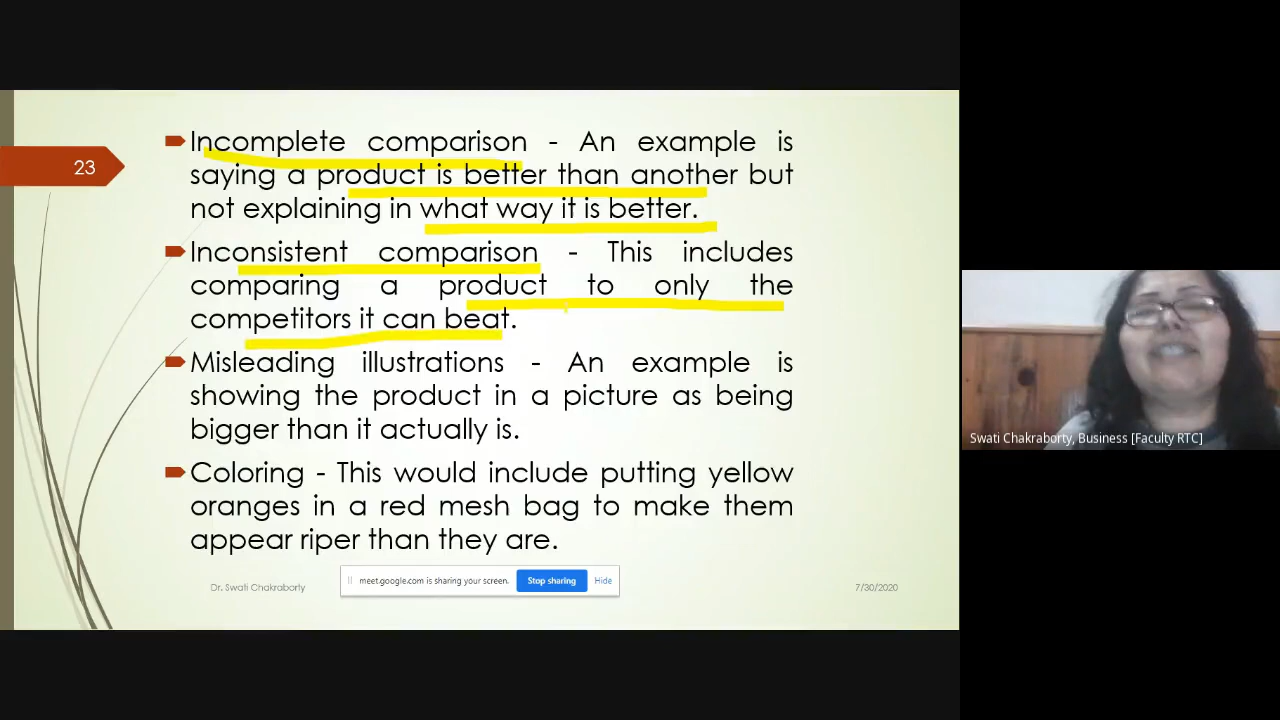 23
Incomplete comparison - An example is
saying a product is better than another but
not explaining in what way it is better.
Inconsistent comparison - This includes
comparing a product to only the
competitors it can beat.
Misleading illustrations - An example is
showing the product in a picture as being
bigger than it actually is.
Coloring - This would include putting yellow
oranges in a red mesh bag to make them
appear riper than they are.
Dr. Swati Chakraborty
meet.google.com is sharing your screen. Stop sharing Hide
7/30/2020
Swati Chakraborty, Business [Faculty RTC]